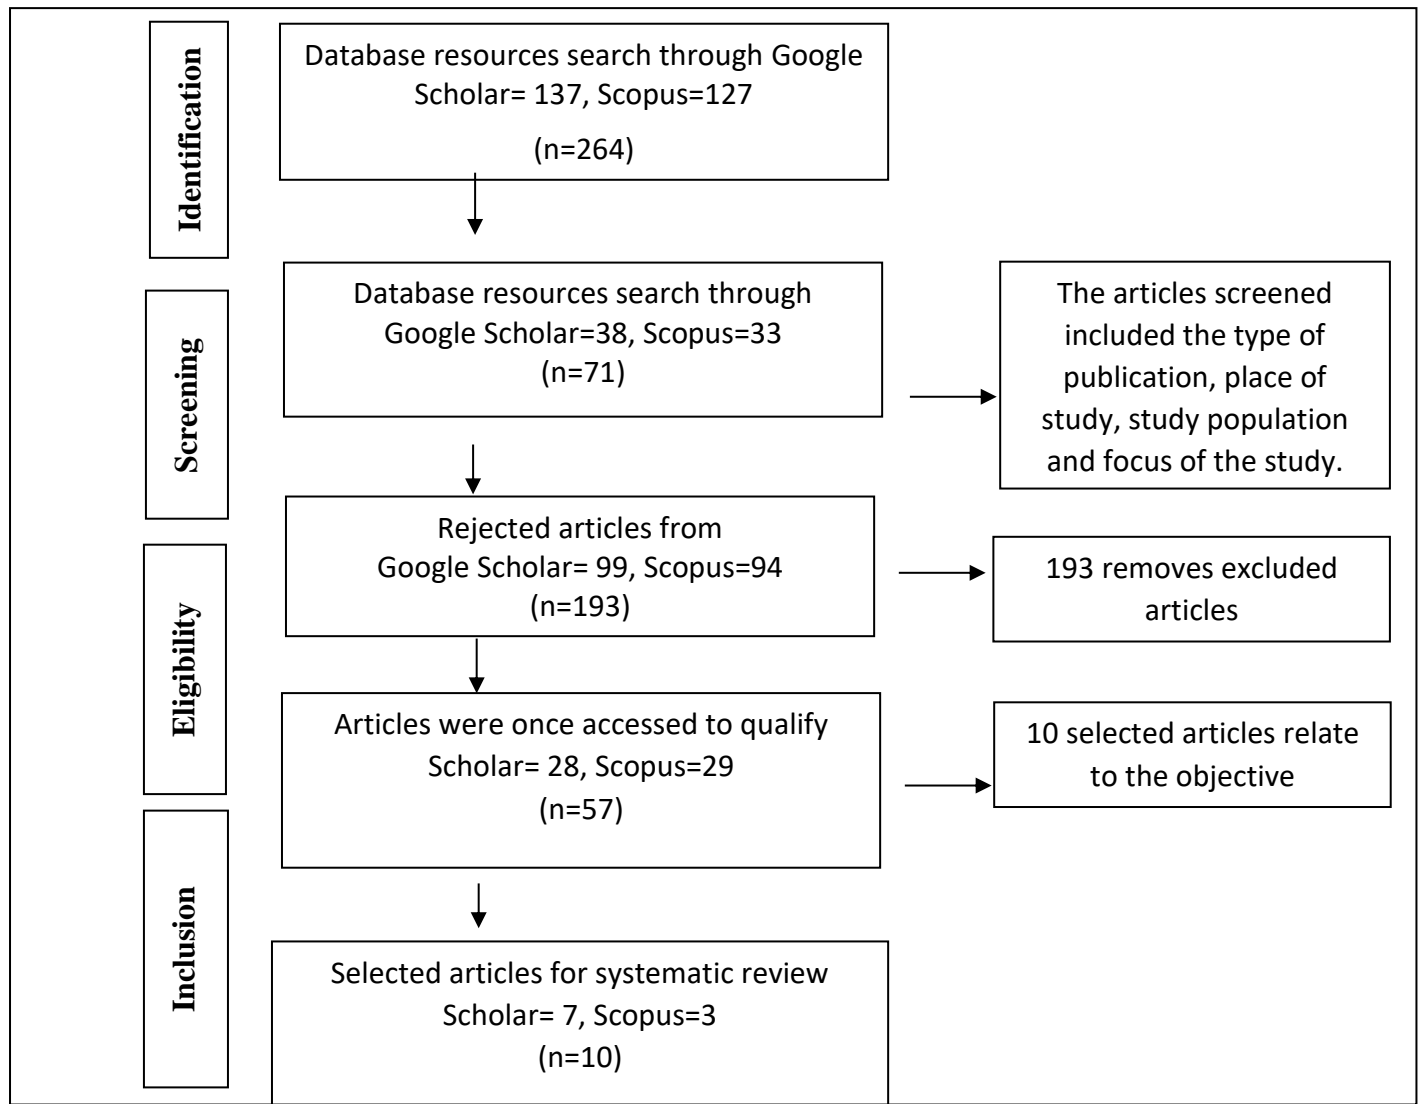 Identification
Database resources search through Google
Scholar= 137, Scopus=127
(n=264)
Screening
Database resources search through
Google Scholar=38, Scopus=33
(n=71)
The articles screened
included the type of
publication, place of
study, study population
and focus of the study.
Rejected articles from
Google Scholar= 99, Scopus=94
(n=193)
193 removes excluded
articles
Eligibility
Articles were once accessed to qualify
Scholar= 28, Scopus=29
(n=57)
10 selected articles relate
to the objective
Inclusion
Selected articles for systematic review
Scholar= 7, Scopus=3
(n=10)